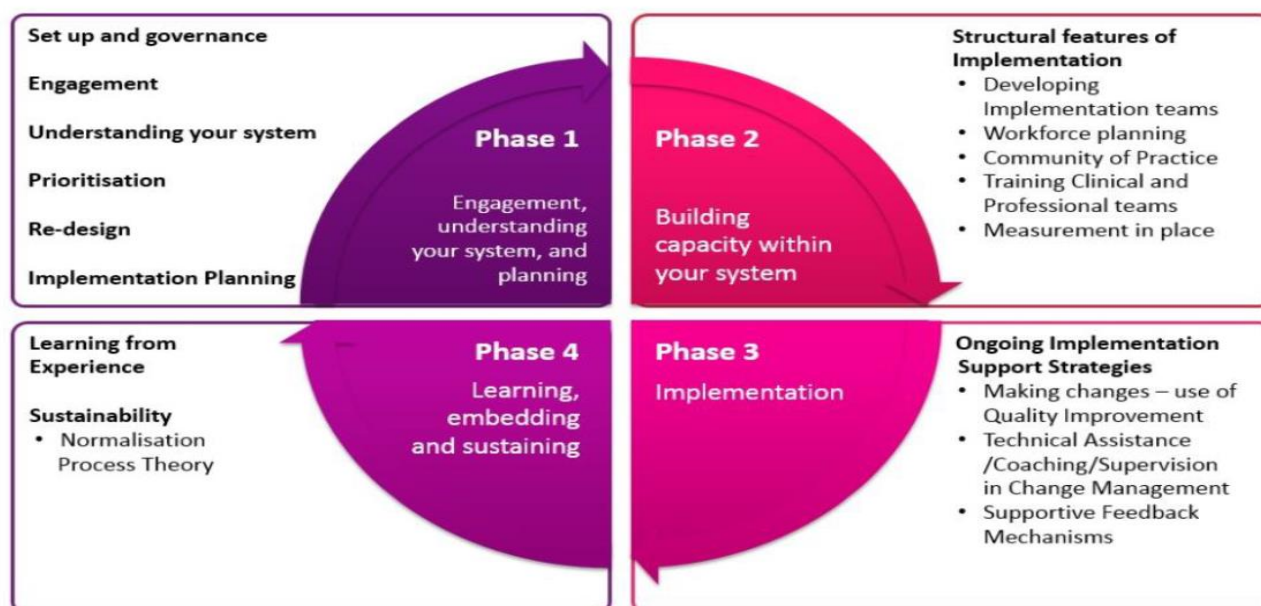 Set up and governance
Engagement
Understanding your system
Prioritisation
Re-design
Implementation Planning
Phase 1
Engagement,
understanding
your system, and
planning
Phase 2
Building
capacity within
your system
Structural features of
Implementation
• Developing
Implementation teams
• Workforce planning
• Community of Practice
• Training Clinical and
Professional teams
• Measurement in place
Learning from
Experience
Sustainability
• Normalisation
Process Theory
Phase 4
Learning,
embedding
and sustaining
Phase 3
Implementation
Ongoing Implementation
Support Strategies
• Making changes – use of
Quality Improvement
• Technical Assistance
/Coaching/Supervision
in Change Management
• Supportive Feedback
Mechanisms